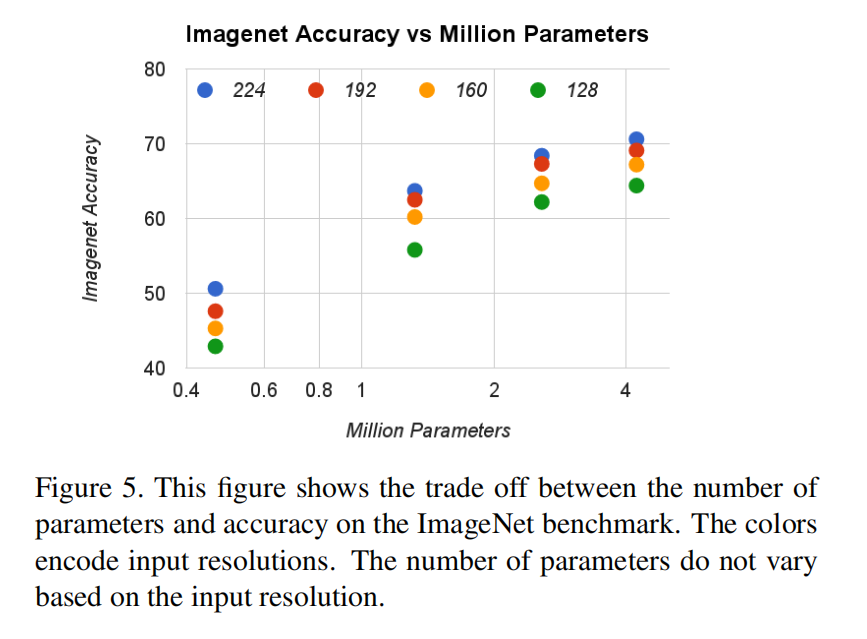 Imagenet Accuracy vs Million Parameters
80
224 192 160 128
70
60
50
40
Imagenet Accuracy
0.4 0.6 0.8 1 2 4
Million Parameters
Figure 5. This figure shows the trade off between the number of
parameters and accuracy on the ImageNet benchmark. The colors
encode input resolutions. The number of parameters do not vary
based on the input resolution.